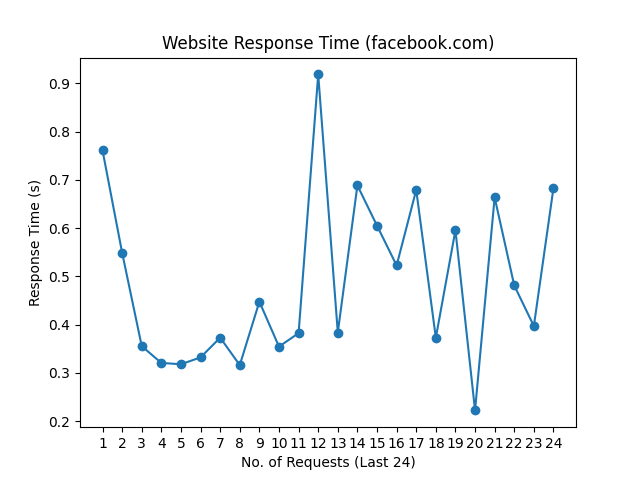 Website Response Time (facebook.com)
Response Time (s)
0.9
0.8
0.7
0.6
0.5
0.4
0.3
0.2
1 2 3 4 5 6 7 8 9 10 11 12 13 14 15 16 17 18 19 20 21 22 23 24
No. of Requests (Last 24)